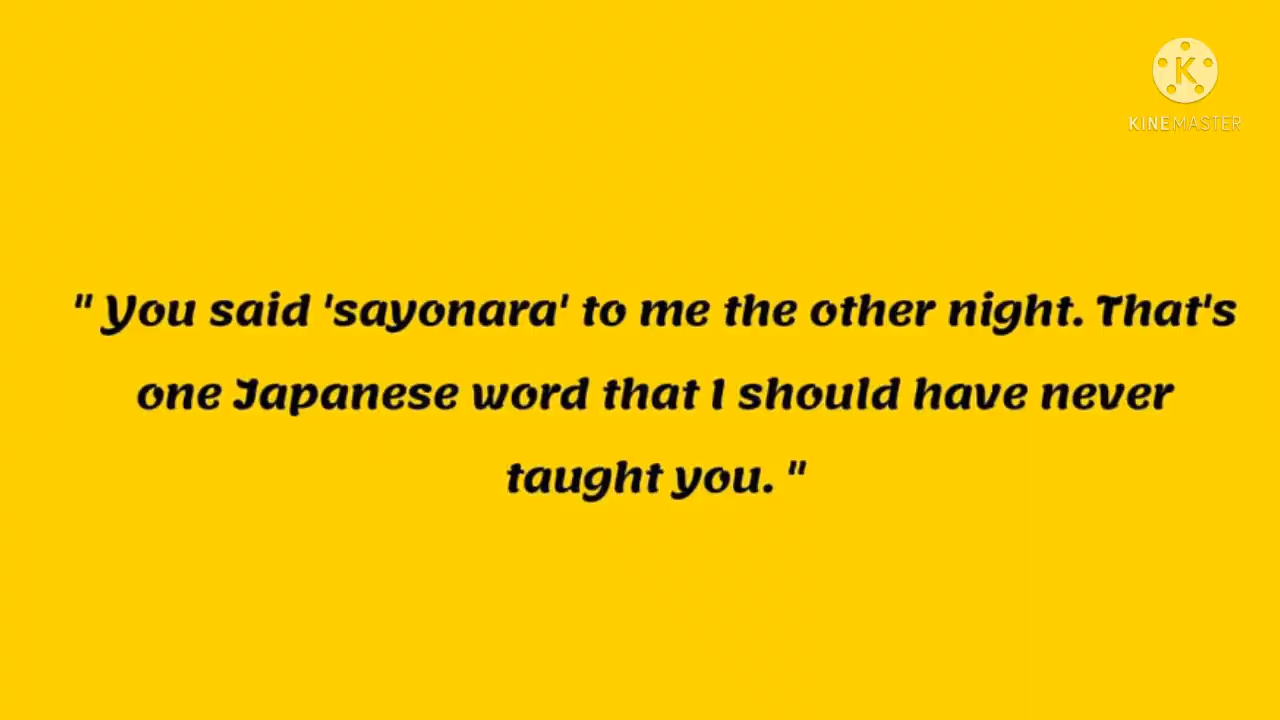 K
KINEMASTER
" You said 'sayonara' to me the other night. That's
one Japanese word that I should have never
taught you. "